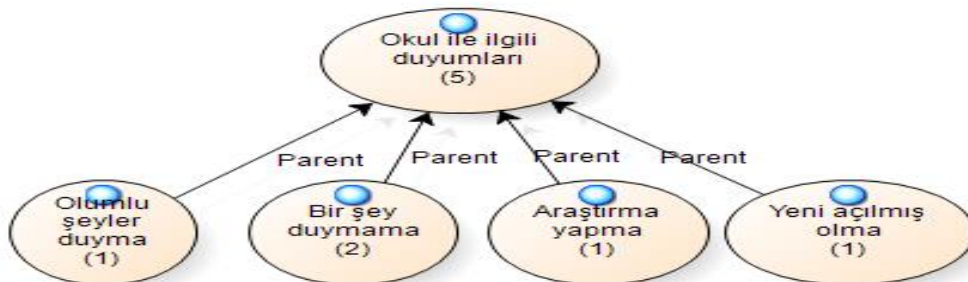 Okul ile ilgili
duyumları
(5)
Parent
Parent
Parent
Parent
Olumlu
şeyler
duyma
(1)
Bir şey
duymama
(2)
Araştırma
yapma
(1)
Yeni açılmış
olma
(1)